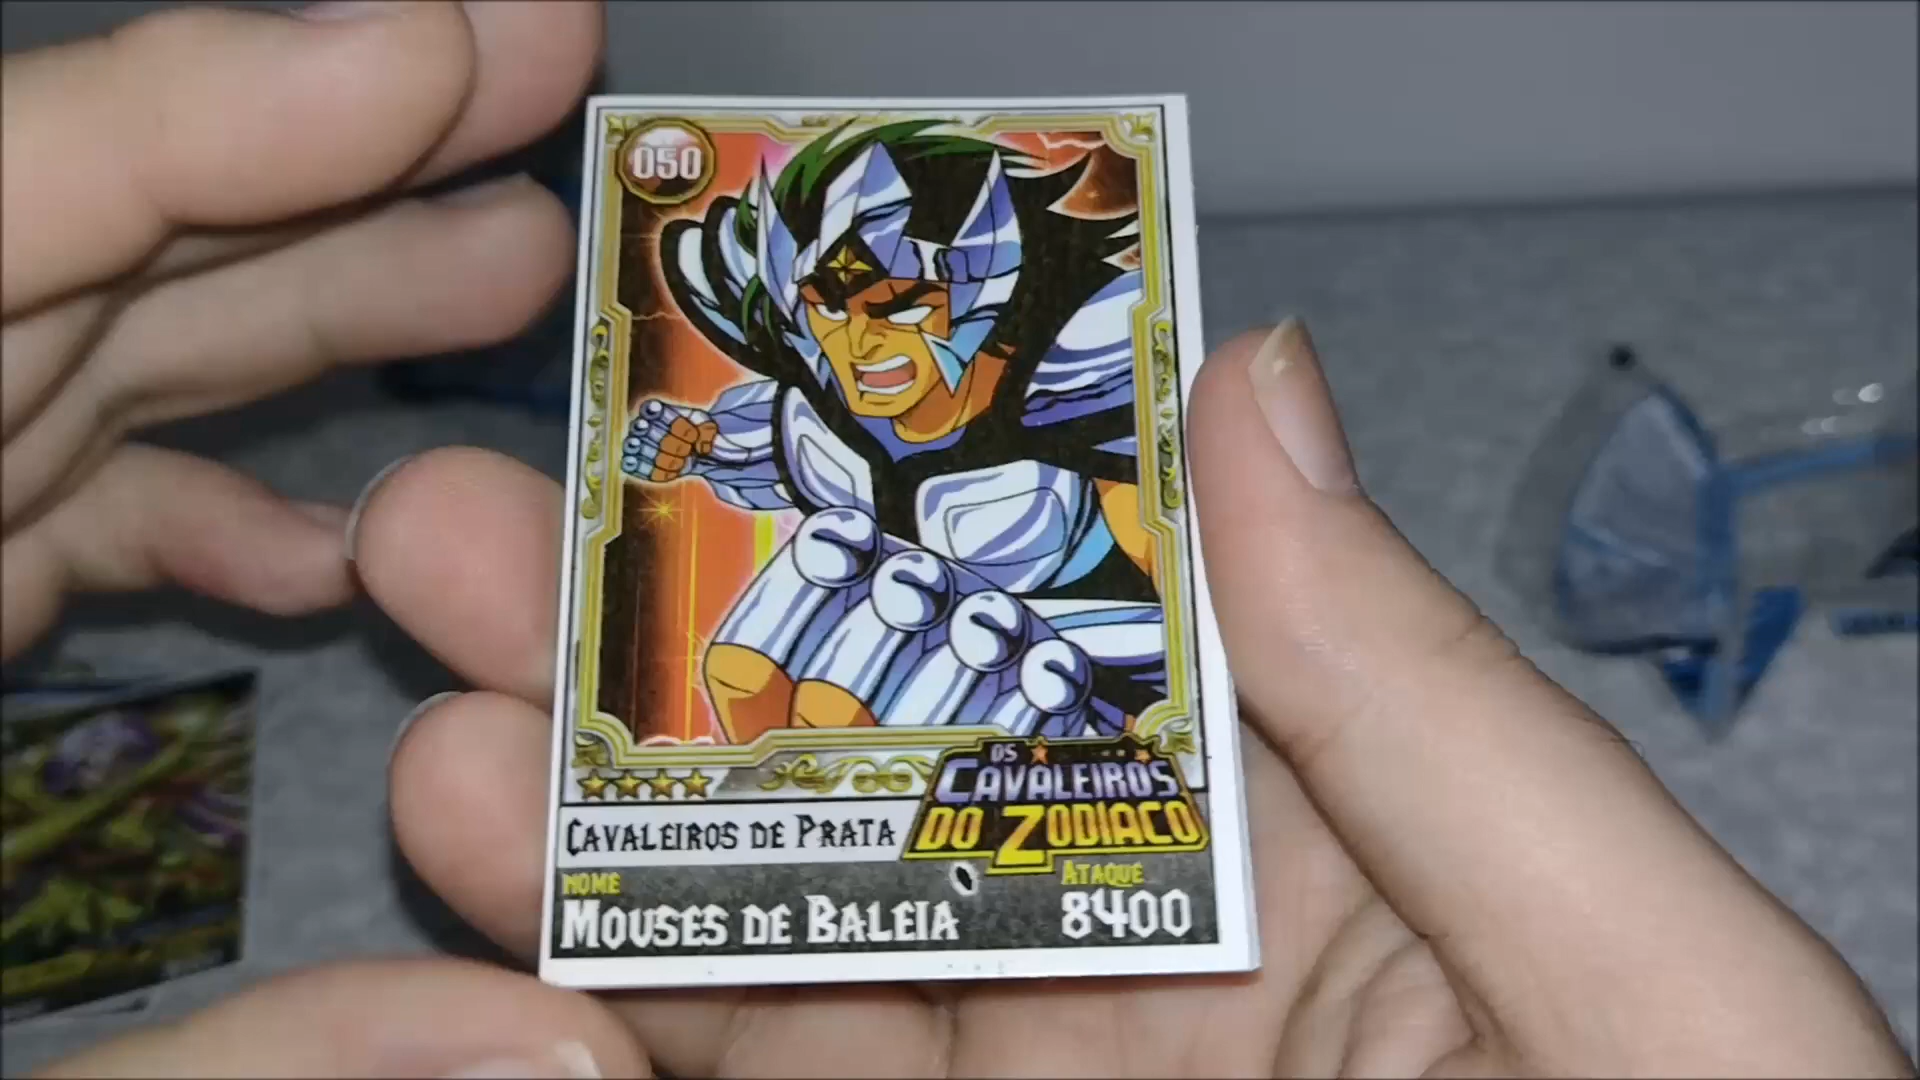 050
OS
CAVALEIROS
DO ZODIACO
CAVALEIROS DE PRATA
NOME
MOUSES DE BALEIA
ATAQUE
8400